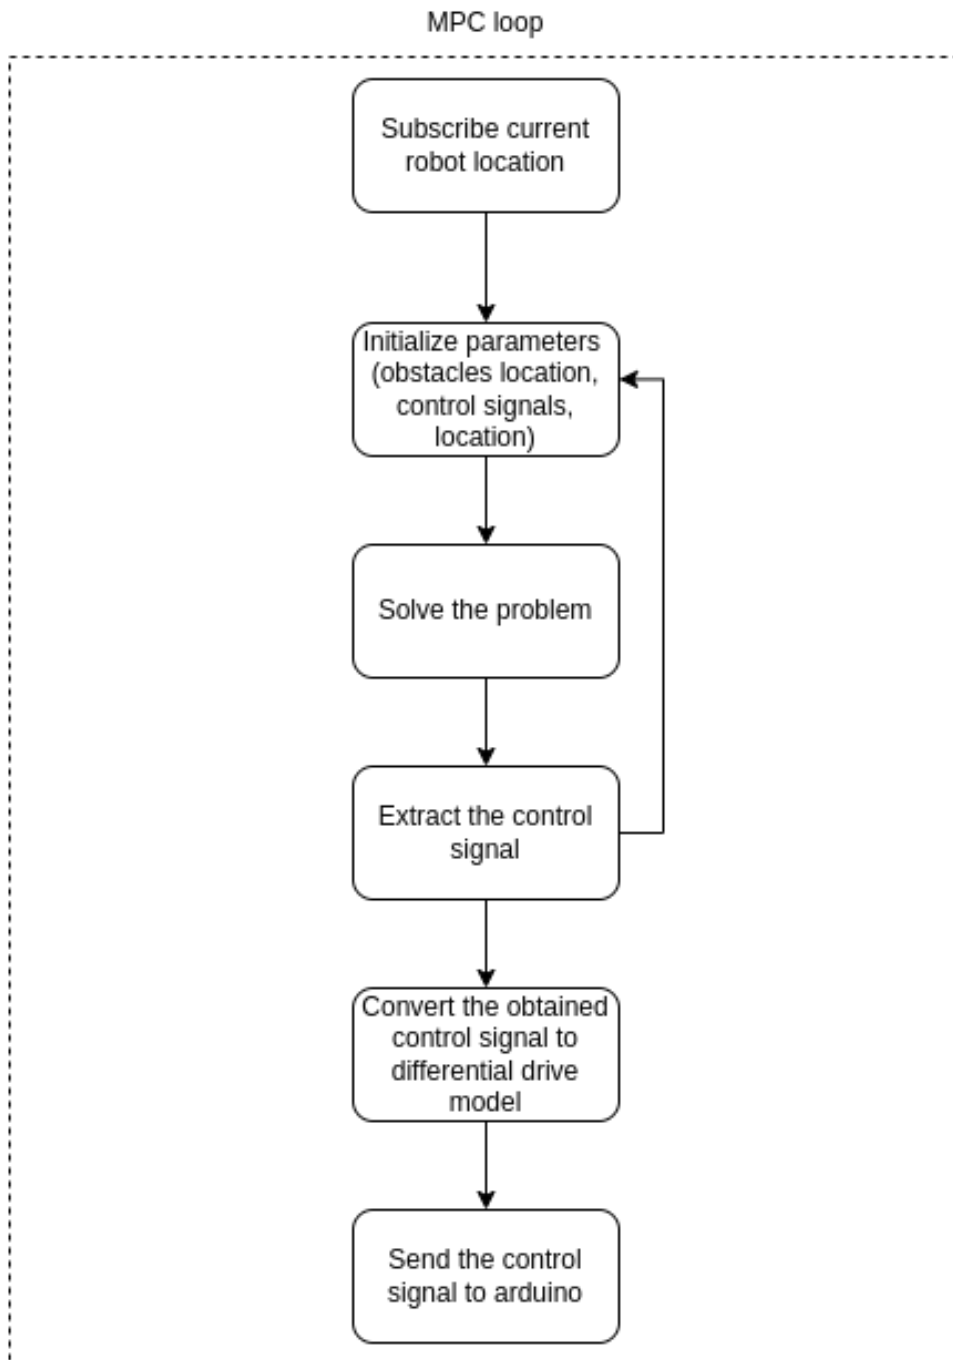 MPC loop
Subscribe current
robot location
Initialize parameters
(obstacles location,
control signals,
location)
Solve the problem
Extract the control
signal
Convert the obtained
control signal to
differential drive
model
Send the control
signal to arduino